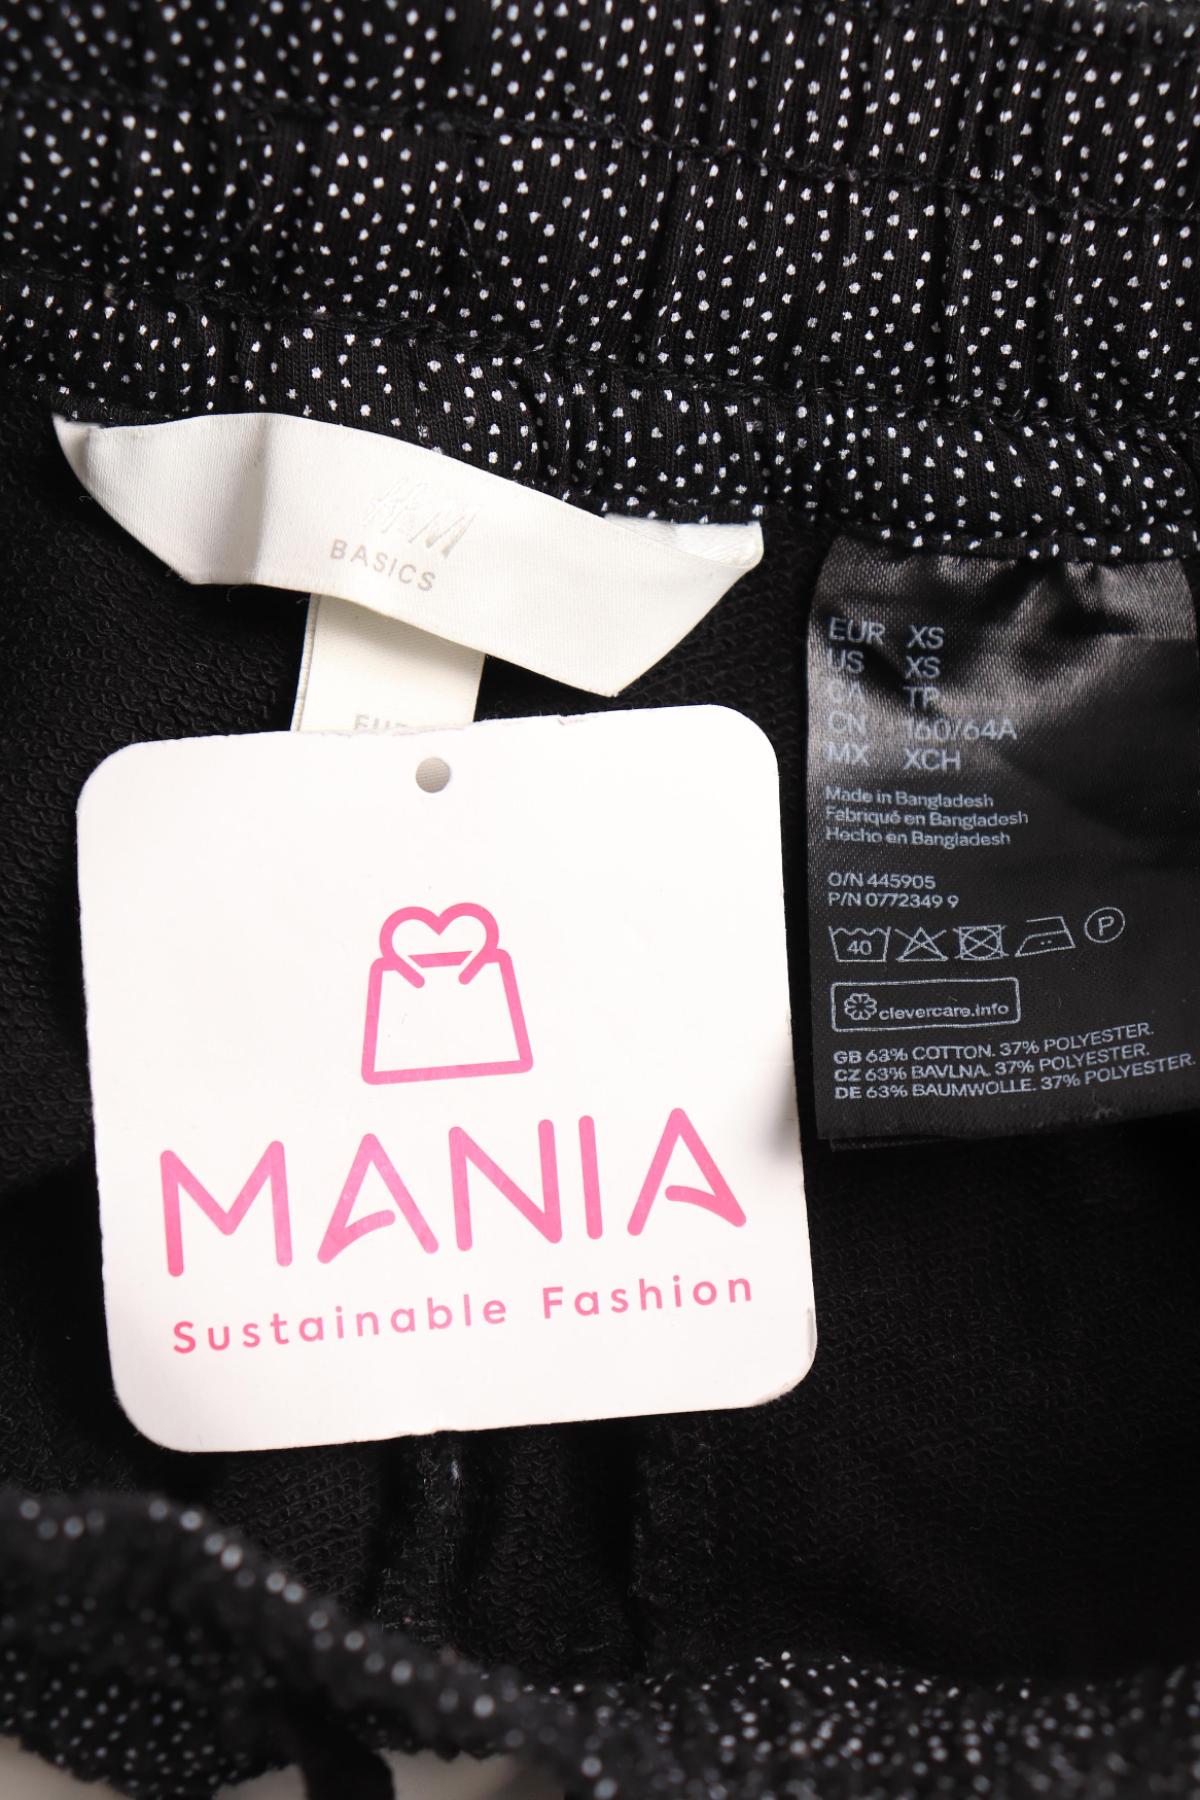 H&M
BASICS
EUR XS
US XS
CA TP
CN 160/64A
MX XCH
Made in Bangladesh
Fabriqué en Bangladesh
Hecho en Bangladesh
O/N 445905
P/N 0772349 9
40
P
clevercare.info
GB 63% COTTON. 37% POLYESTER.
CZ 63% BAVLNA. 37% POLYESTER.
DE 63% BAUMWOLLE. 37% POLYESTER.
MANIA
Sustainable Fashion